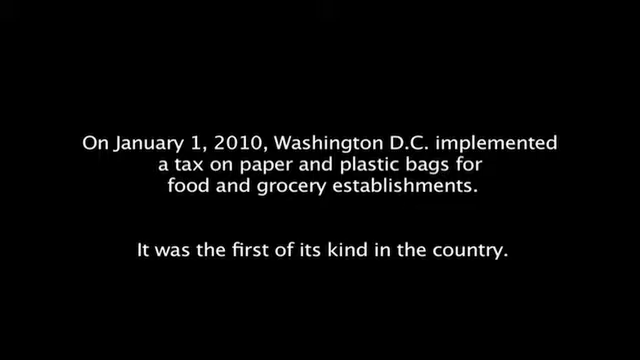 On January 1, 2010, Washington D.C. implemented
a tax on paper and plastic bags for
food and grocery establishments.
It was the first of its kind in the country.